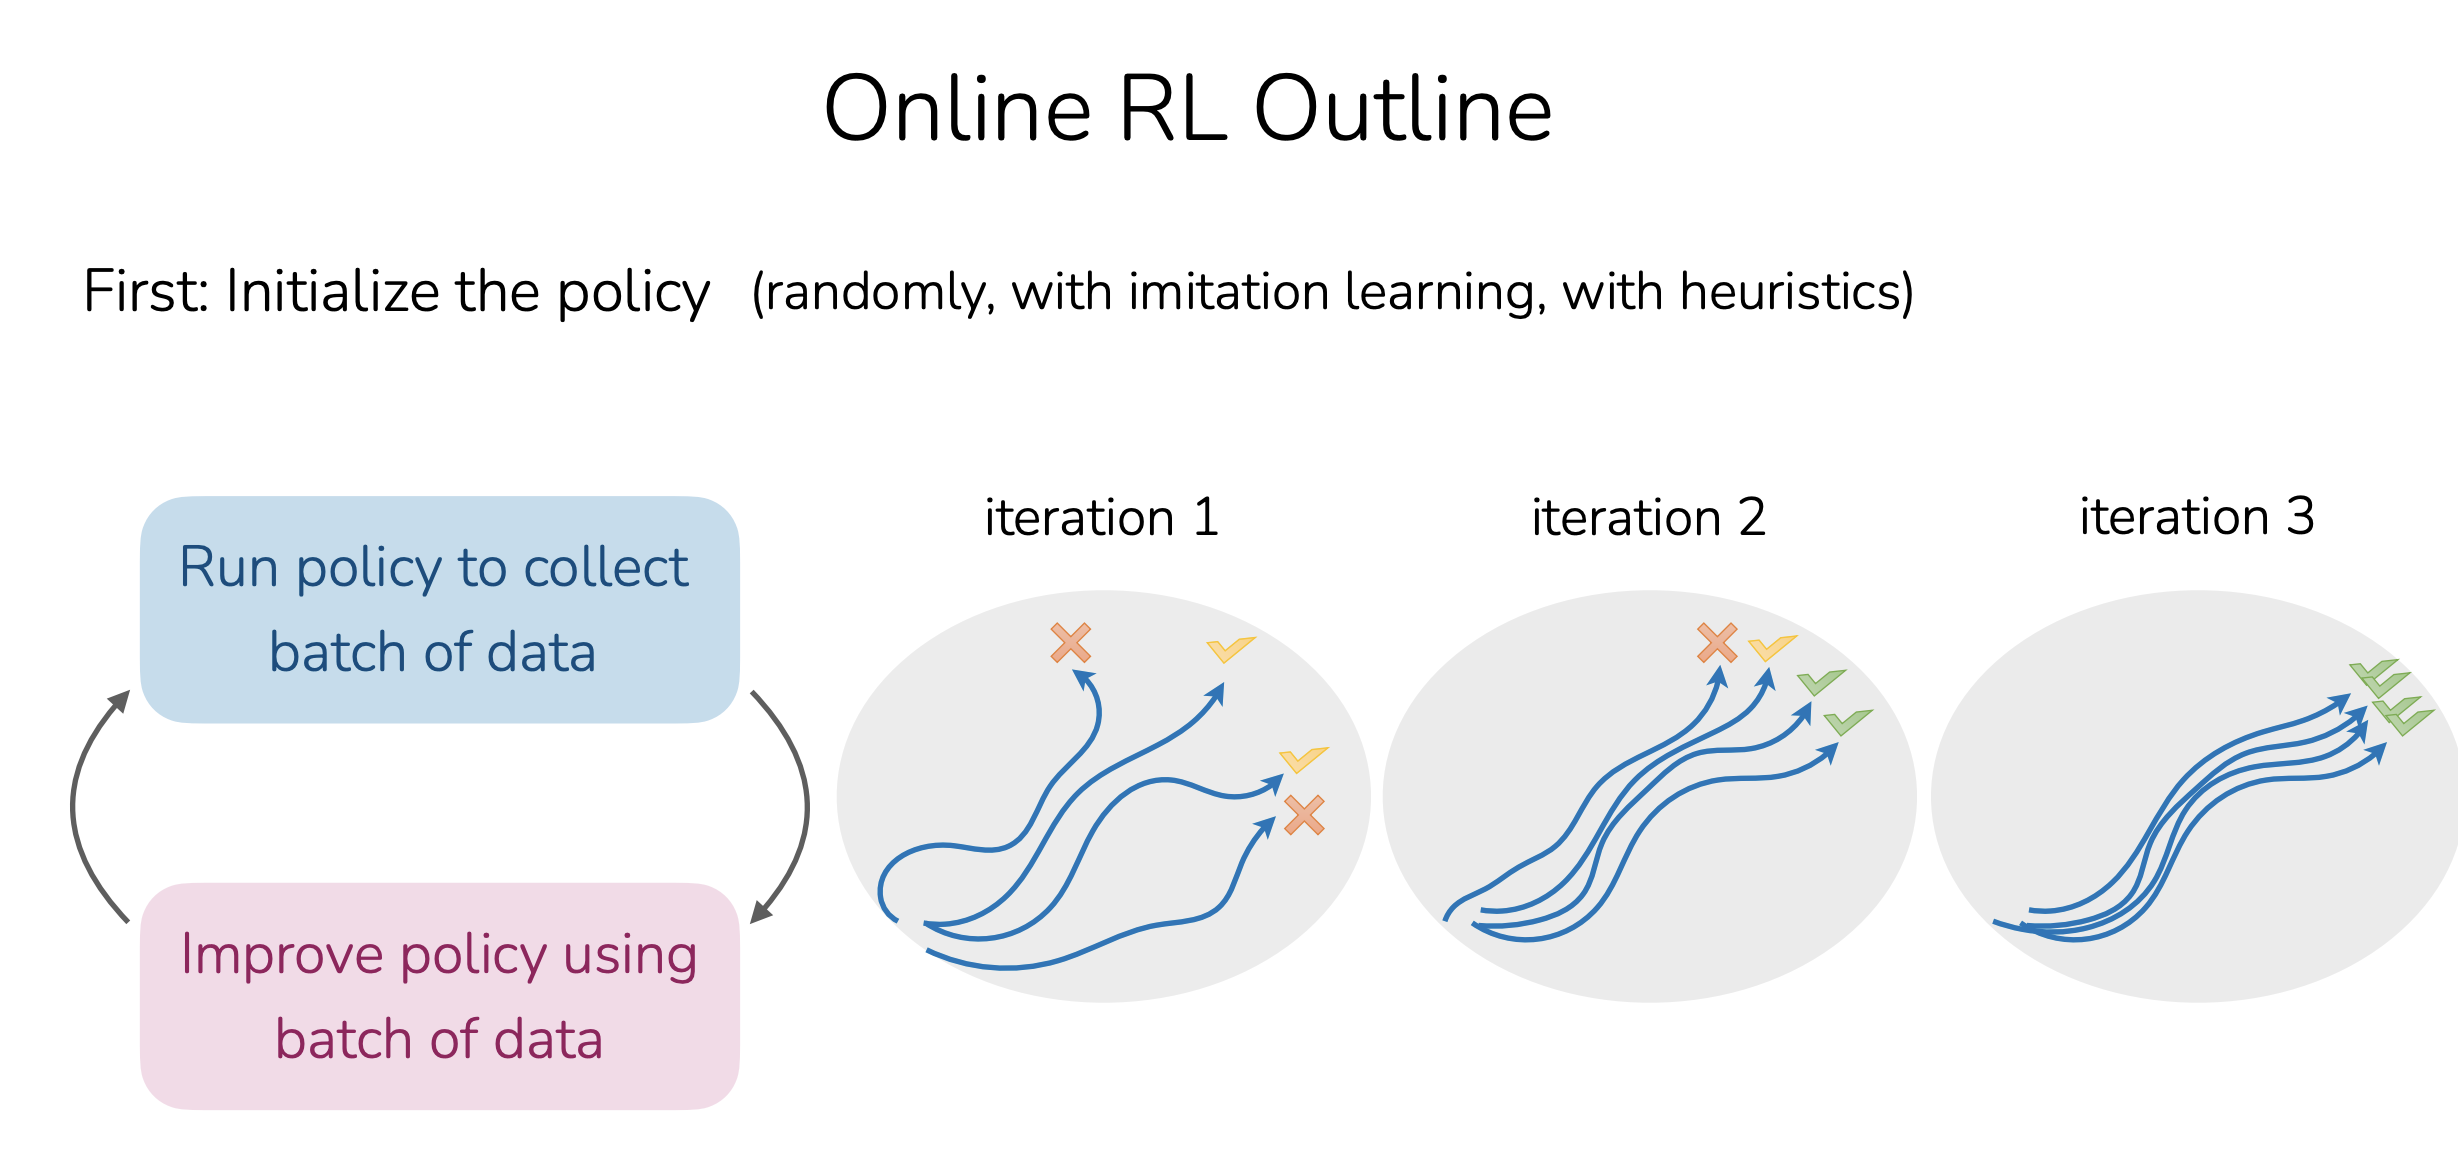 Online RL Outline
First: Initialize the policy (randomly, with imitation learning, with heuristics)
Run policy to collect
batch of data
Improve policy using
batch of data
iteration 1
iteration 2
iteration 3